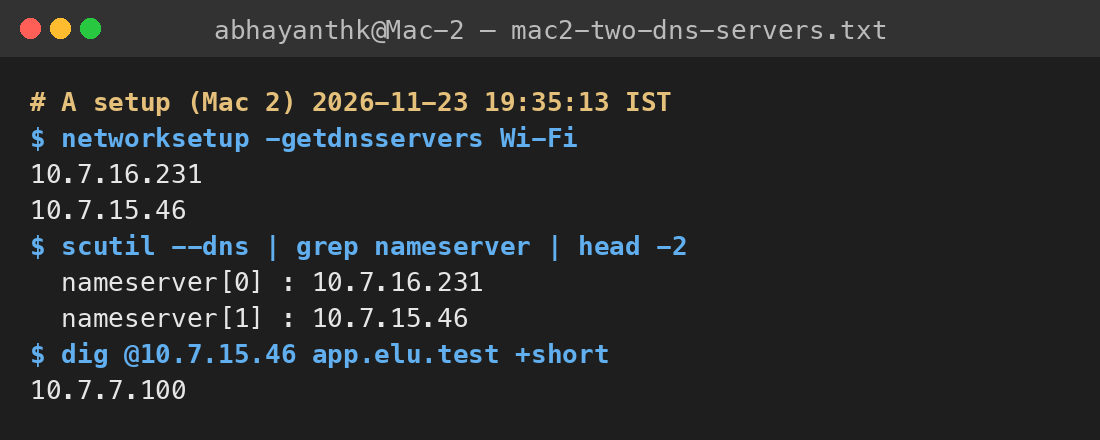 abhayanthk@Mac-2 — mac2-two-dns-servers.txt
# A setup (Mac 2) 2026-11-23 19:35:13 IST
$ networksetup -getdnsservers Wi-Fi
10.7.16.231
10.7.15.46
$ scutil --dns | grep nameserver | head -2
  nameserver[0] : 10.7.16.231
  nameserver[1] : 10.7.15.46
$ dig @10.7.15.46 app.elu.test +short
10.7.7.100